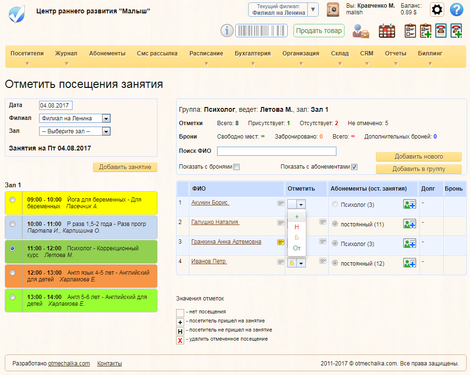 Центр раннего развития "Малыш"
Текущий филиал:
Филиал на Ленина
Вы: Кравченко М.
malish
Баланс:
0.89 $
Продать товар
Посетители Журнал Абонементы Смс рассылка Расписание Бухгалтерия Организация Склад CRM Отчеты Биллинг
Отметить посещения занятия
Дата 04.08.2017
Филиал Филиал на Ленина
Зал -- Выберите зал --
Занятия на Пт 04.08.2017
Добавить занятие
Группа: Психолог, ведет: Летова М., зал: Зал 1
Отметки Всего: 8 Присутствует: 1 Отсутствует: 2 Не отмечено: 5
Брони Свободно мест: ∞ Забронировано: 0 Всего: ∞ Дополнительных броней: 0
Поиск ФИО
Показать с бронями Показать с абонементами
Добавить нового
Добавить в группу
Зал 1
09:00 - 10:00 Йога для беременных - Для беременных Пасечник А.
10:00 - 11:00 Р разв 1,5-2 года - Разв прогр
Партала И., Карпишина О.
11:00 - 12:00 Психолог - Коррекционный курс Летова М.
12:00 - 13:00 Англ язык 4-5 лет - Английский для детей Харламова Е.
13:00 - 14:00 Англ 5-6 лет - Английский для детей Харламова Е.
ФИО Отметить Абонементы (ост. занятия) Долг Бронь
1 Акулич Борис Психолог (3) -
2 Галушко Наталия постоянный (11) -
3 Гранкина Анна Артемовна Психолог (3) -
4 Иванов Петр Б постоянный (12) -
+
Н
Б
От
Значения отметок
- нет посещения
+ - посетитель пришел на занятие
Н - посетитель не пришел на занятие
X - удалить отмеченное посещение
Разработано otmechalka.com Контакты
2011-2017 © otmechalka.com. Все права защищены.